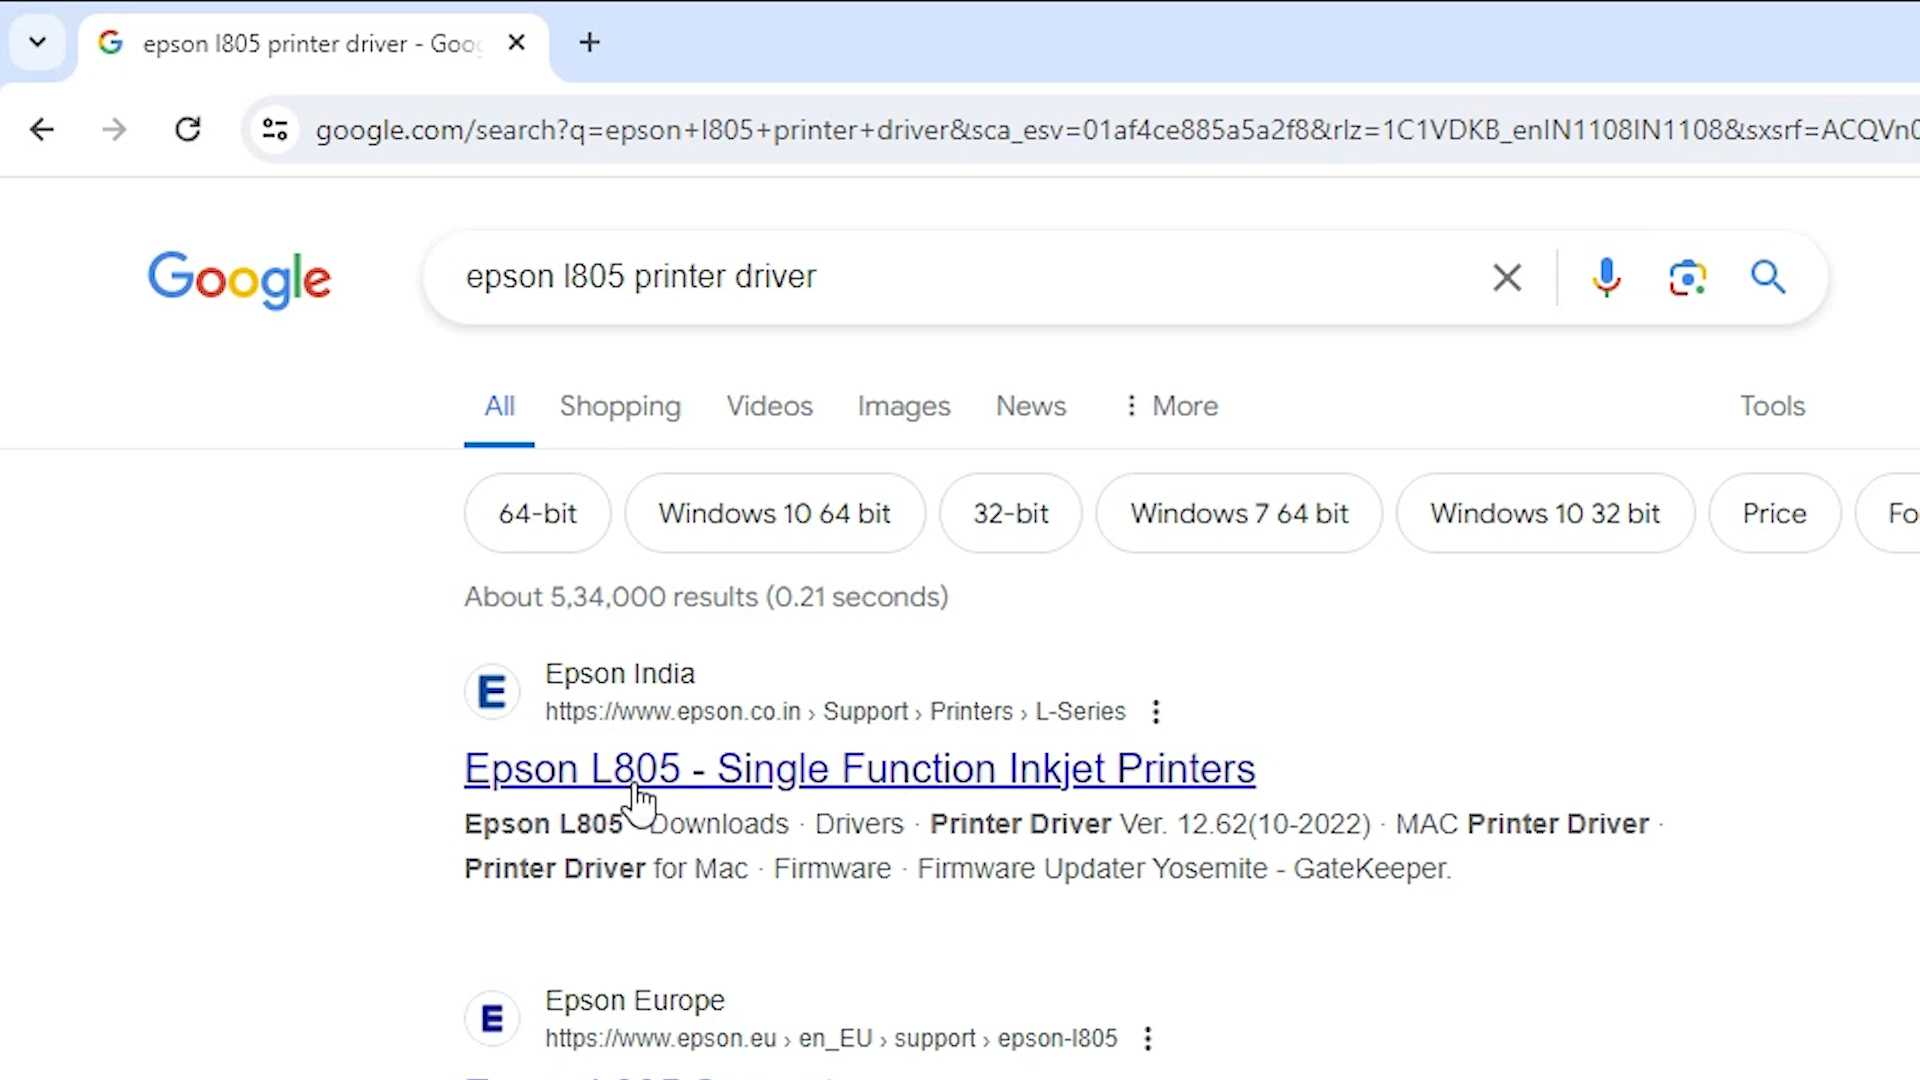 epson l805 printer driver - Goo
google.com/search?q=epson+l805+printer+driver&sca_esv=01af4ce885a5a2f8&rlz=1C1VDKB_enIN1108IN1108&sxsrf=ACQVn0
Google
epson l805 printer driver
All Shopping Videos Images News More Tools
64-bit Windows 10 64 bit 32-bit Windows 7 64 bit Windows 10 32 bit Price Fo
About 5,34,000 results (0.21 seconds)
E Epson India
https://www.epson.co.in › Support › Printers › L-Series
Epson L805 - Single Function Inkjet Printers
Epson L805 Downloads · Drivers · Printer Driver Ver. 12.62(10-2022) · MAC Printer Driver ·
Printer Driver for Mac · Firmware · Firmware Updater Yosemite - GateKeeper.
E Epson Europe
https://www.epson.eu › en_EU › support › epson-l805